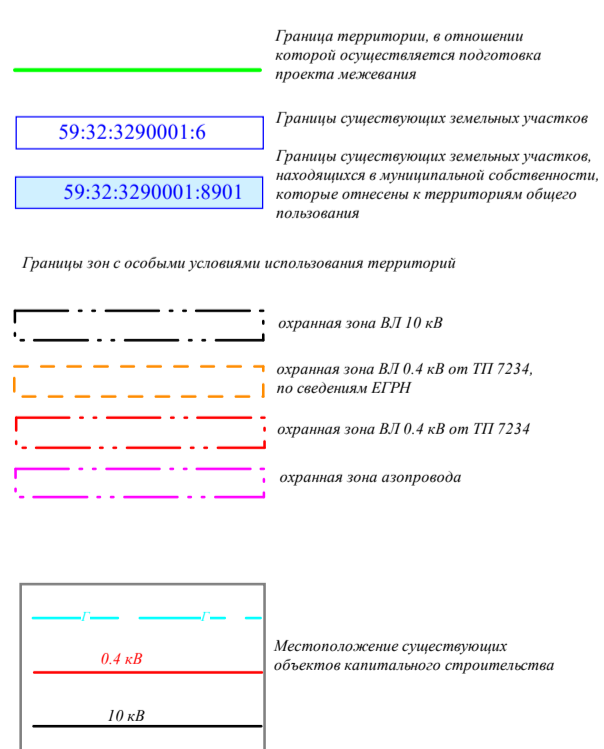 Граница территории, в отношении
которой осуществляется подготовка
проекта межевания
59:32:3290001:6
Границы существующих земельных участков
59:32:3290001:8901
Границы существующих земельных участков,
находящихся в муниципальной собственности,
которые отнесены к территориям общего
пользования
Границы зон с особыми условиями использования территорий
охранная зона ВЛ 10 кВ
охранная зона ВЛ 0.4 кВ от ТП 7234,
по сведениям ЕГРН
охранная зона ВЛ 0.4 кВ от ТП 7234
охранная зона азопровода
Г Г
0.4 кВ
10 кВ
Местоположение существующих
объектов капитального строительства